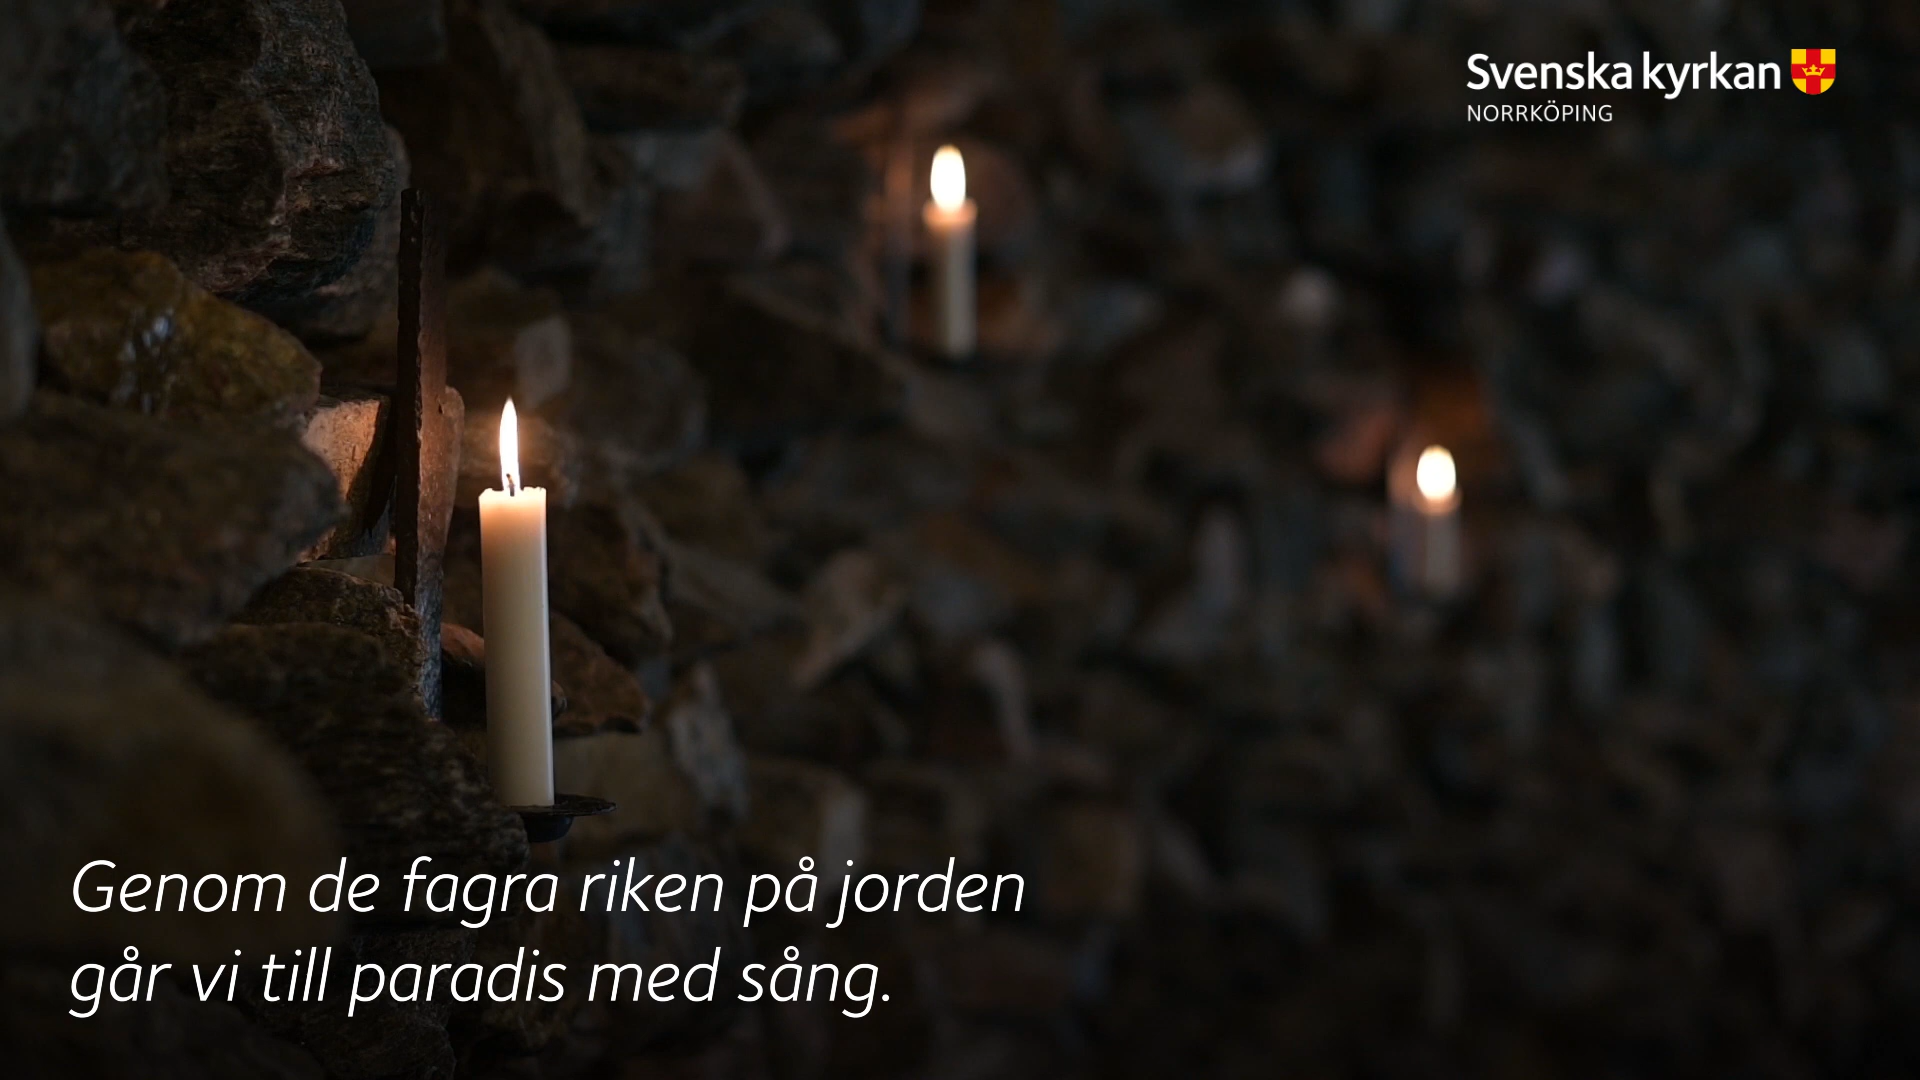 Svenska kyrkan
NORRKÖPING
Genom de fagra riken på jorden
går vi till paradis med sång.